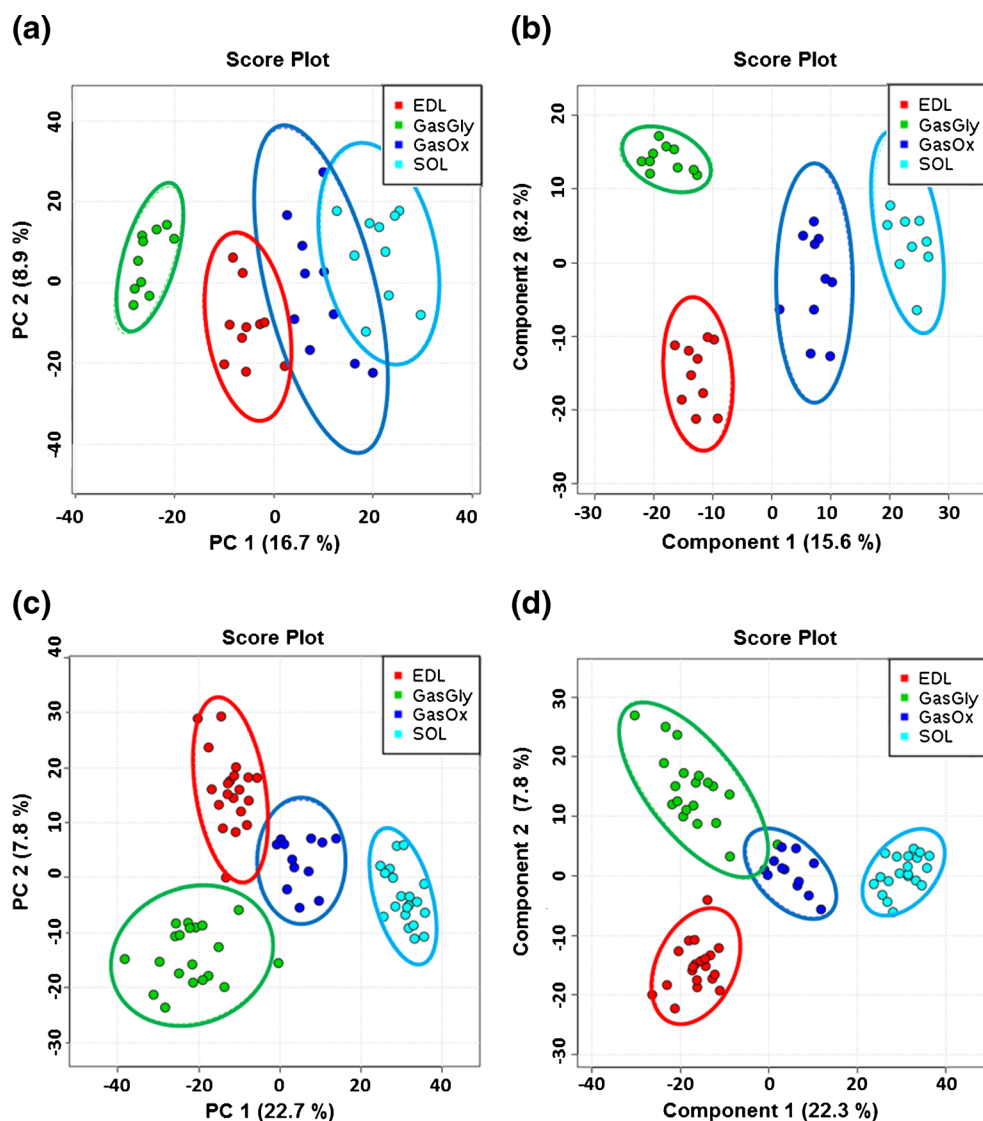 (a)
Score Plot
EDL
GasGly
GasOx
SOL
PC 2 (8.9 %)
40
20
0
-20
-40
-40 -20 0 20 40
PC 1 (16.7 %)
(b)
Score Plot
EDL
GasGly
GasOx
SOL
Component 2 (8.2 %)
20
10
0
-10
-20
-30
-30 -20 -10 0 10 20 30
Component 1 (15.6 %)
(c)
Score Plot
EDL
GasGly
GasOx
SOL
PC 2 (7.8 %)
40
30
20
10
0
-10
-20
-30
-40 -20 0 20 40
PC 1 (22.7 %)
(d)
Score Plot
EDL
GasGly
GasOx
SOL
Component 2 (7.8 %)
30
20
10
0
-10
-20
-30
-40 -20 0 20 40
Component 1 (22.3 %)